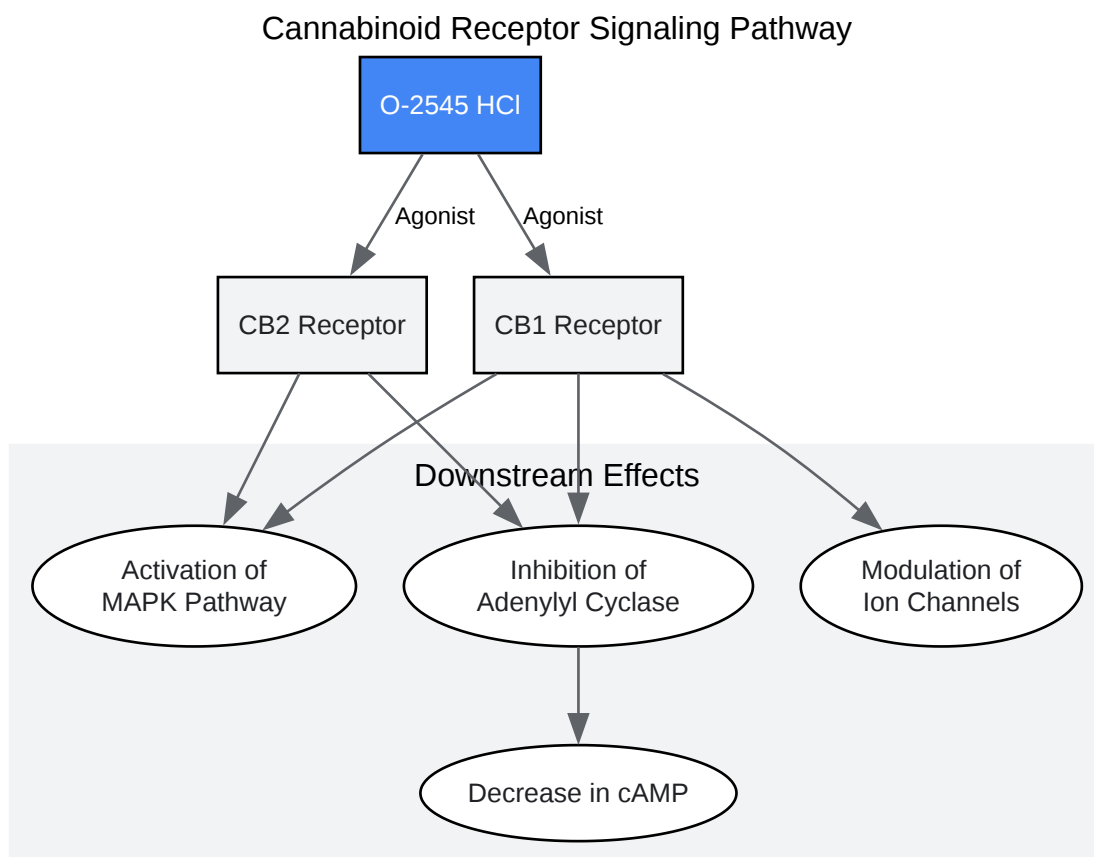 Cannabinoid Receptor Signaling Pathway
O-2545 HCl
Agonist
Agonist
CB2 Receptor
CB1 Receptor
Downstream Effects
Activation of
MAPK Pathway
Inhibition of
Adenylyl Cyclase
Modulation of
Ion Channels
Decrease in cAMP